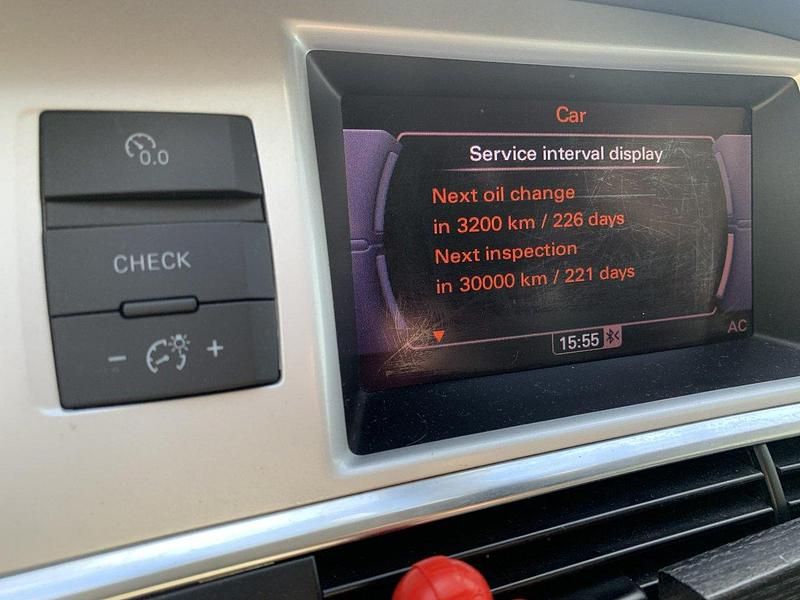 0.0
CHECK
- +
Car
Service interval display
Next oil change
in 3200 km / 226 days
Next inspection
in 30000 km / 221 days
15:55
AC